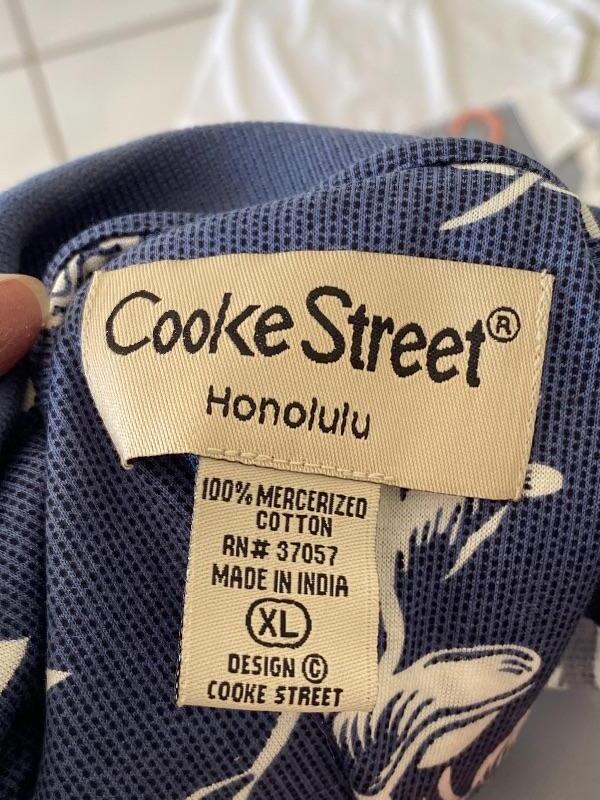 Cooke Street®
Honolulu
100% MERCERIZED
COTTON
RN# 37057
MADE IN INDIA
XL
DESIGN ©
COOKE STREET